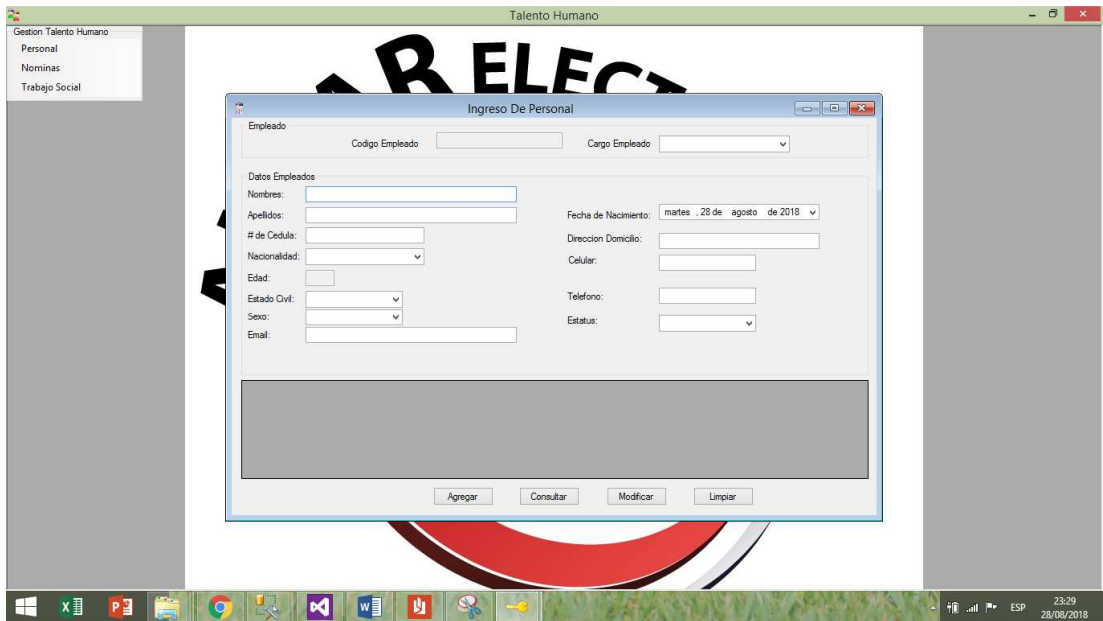 Talento Humano
Gestion Talento Humano
Personal
Nominas
Trabajo Social
AR ELECT
Ingreso De Personal
Empleado
Codigo Empleado
Cargo Empleado
Datos Empleados
Nombres:
Apellidos:
Fecha de Nacimiento: martes , 28 de agosto de 2018
# de Cedula:
Direccion Domicilio:
Nacionalidad:
Celular:
Edad:
Estado Civil:
Telefono:
Sexo:
Estatus:
Email:
Agregar Consultar Modificar Limpiar
ESP
23:29
28/08/2018